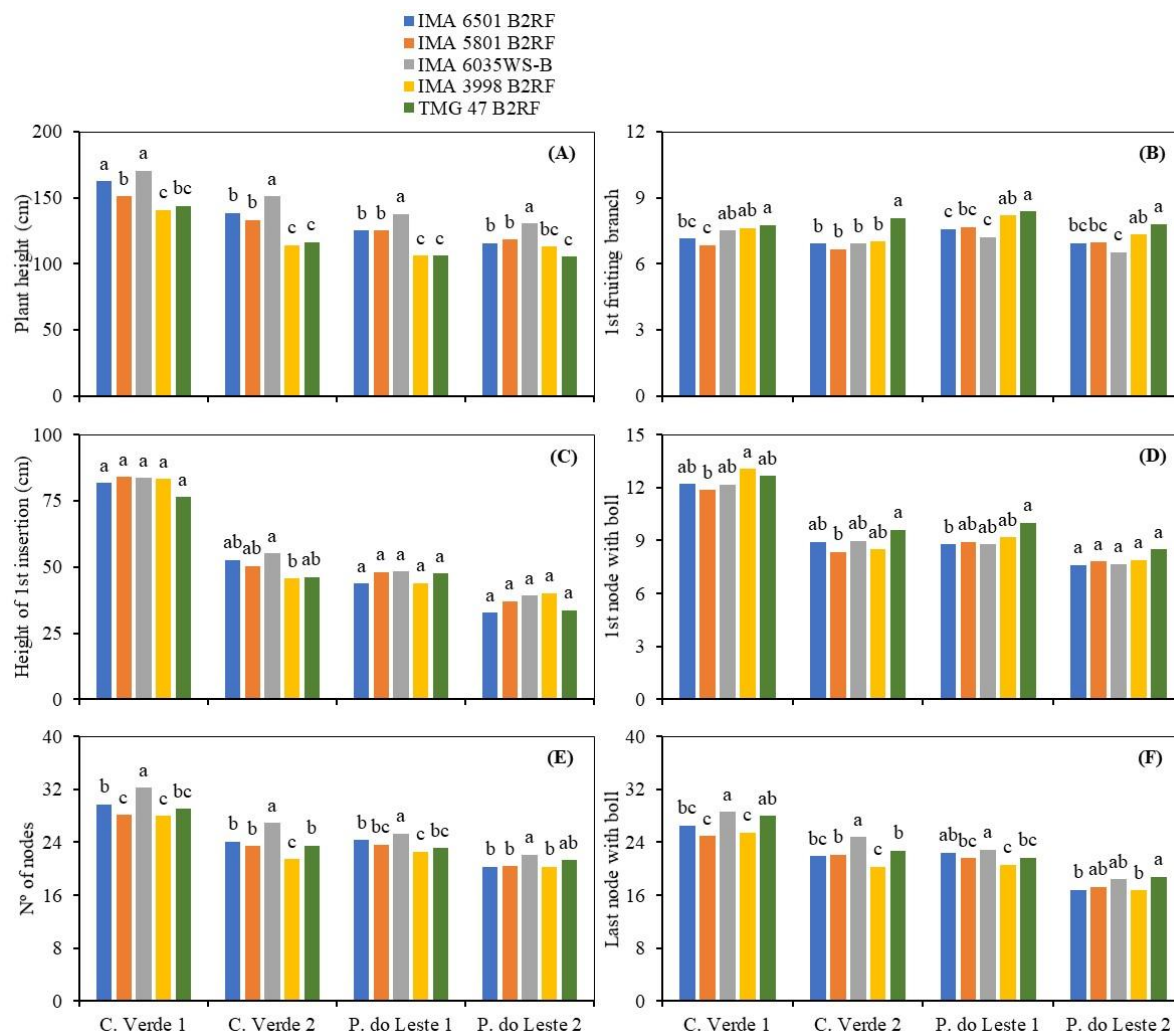 IMA 6501 B2RF
IMA 5801 B2RF
IMA 6035WS-B
IMA 3998 B2RF
TMG 47 B2RF
Plant height (cm)
200
150
100
50
0
(A)
a b a c bc
b b a c c
b b a c c
b b a bc c
1st fruiting branch
12
9
6
3
0
(B)
bc c ab ab a
b b b b a
c bc c ab a
bc bc c ab a
Height of 1st insertion (cm)
100
75
50
25
0
(C)
a a a a a
ab ab a b ab
a a a a a
a a a a a
1st node with boll
15
12
9
6
3
0
(D)
ab b ab a ab
ab b ab ab a
b ab ab ab a
a a a a a
Nº of nodes
40
32
24
16
8
0
(E)
b c a c bc
b b a c b
b bc a c bc
b b a b ab
C. Verde 1 C. Verde 2 P. do Leste 1 P. do Leste 2
Last node with boll
40
32
24
16
8
0
(F)
bc c a c ab
bc b a c b
ab bc a c bc
b ab ab b a
C. Verde 1 C. Verde 2 P. do Leste 1 P. do Leste 2